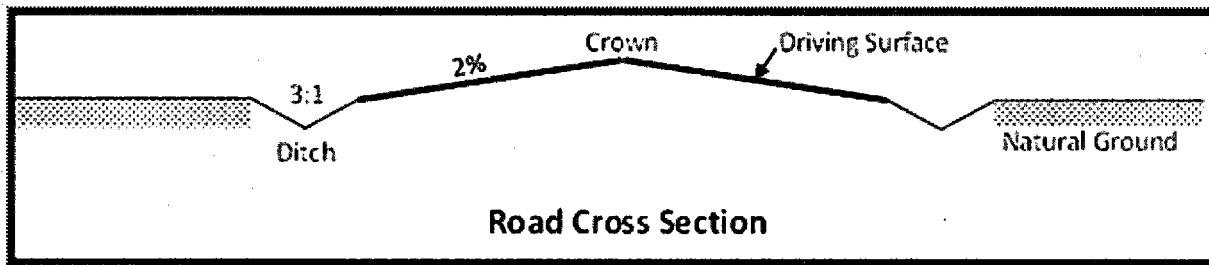 Crown
Driving Surface
2%
3:1
Ditch
Natural Ground
Road Cross Section